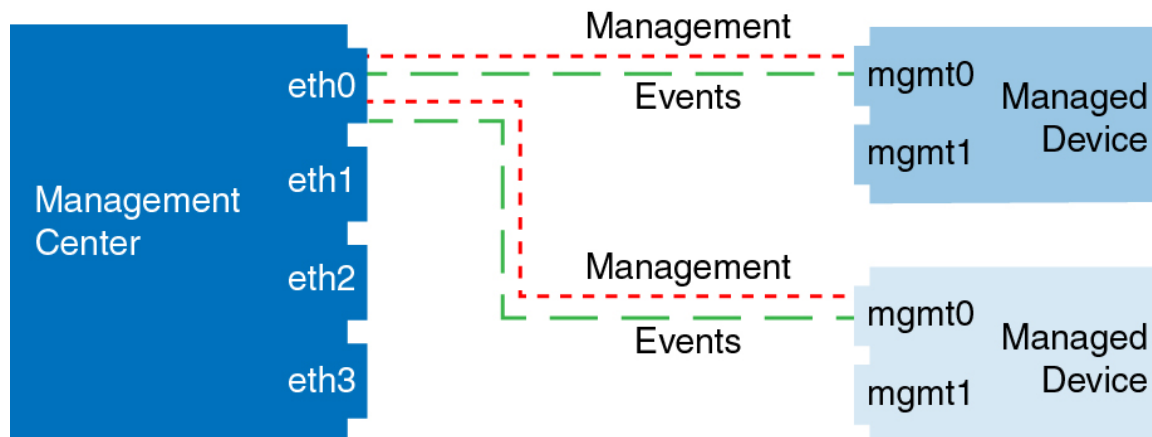 Management
Events
eth0
eth1
eth2
eth3
Management
Center
mgmt0
mgmt1
Managed
Device
Management
Events
mgmt0
mgmt1
Managed
Device